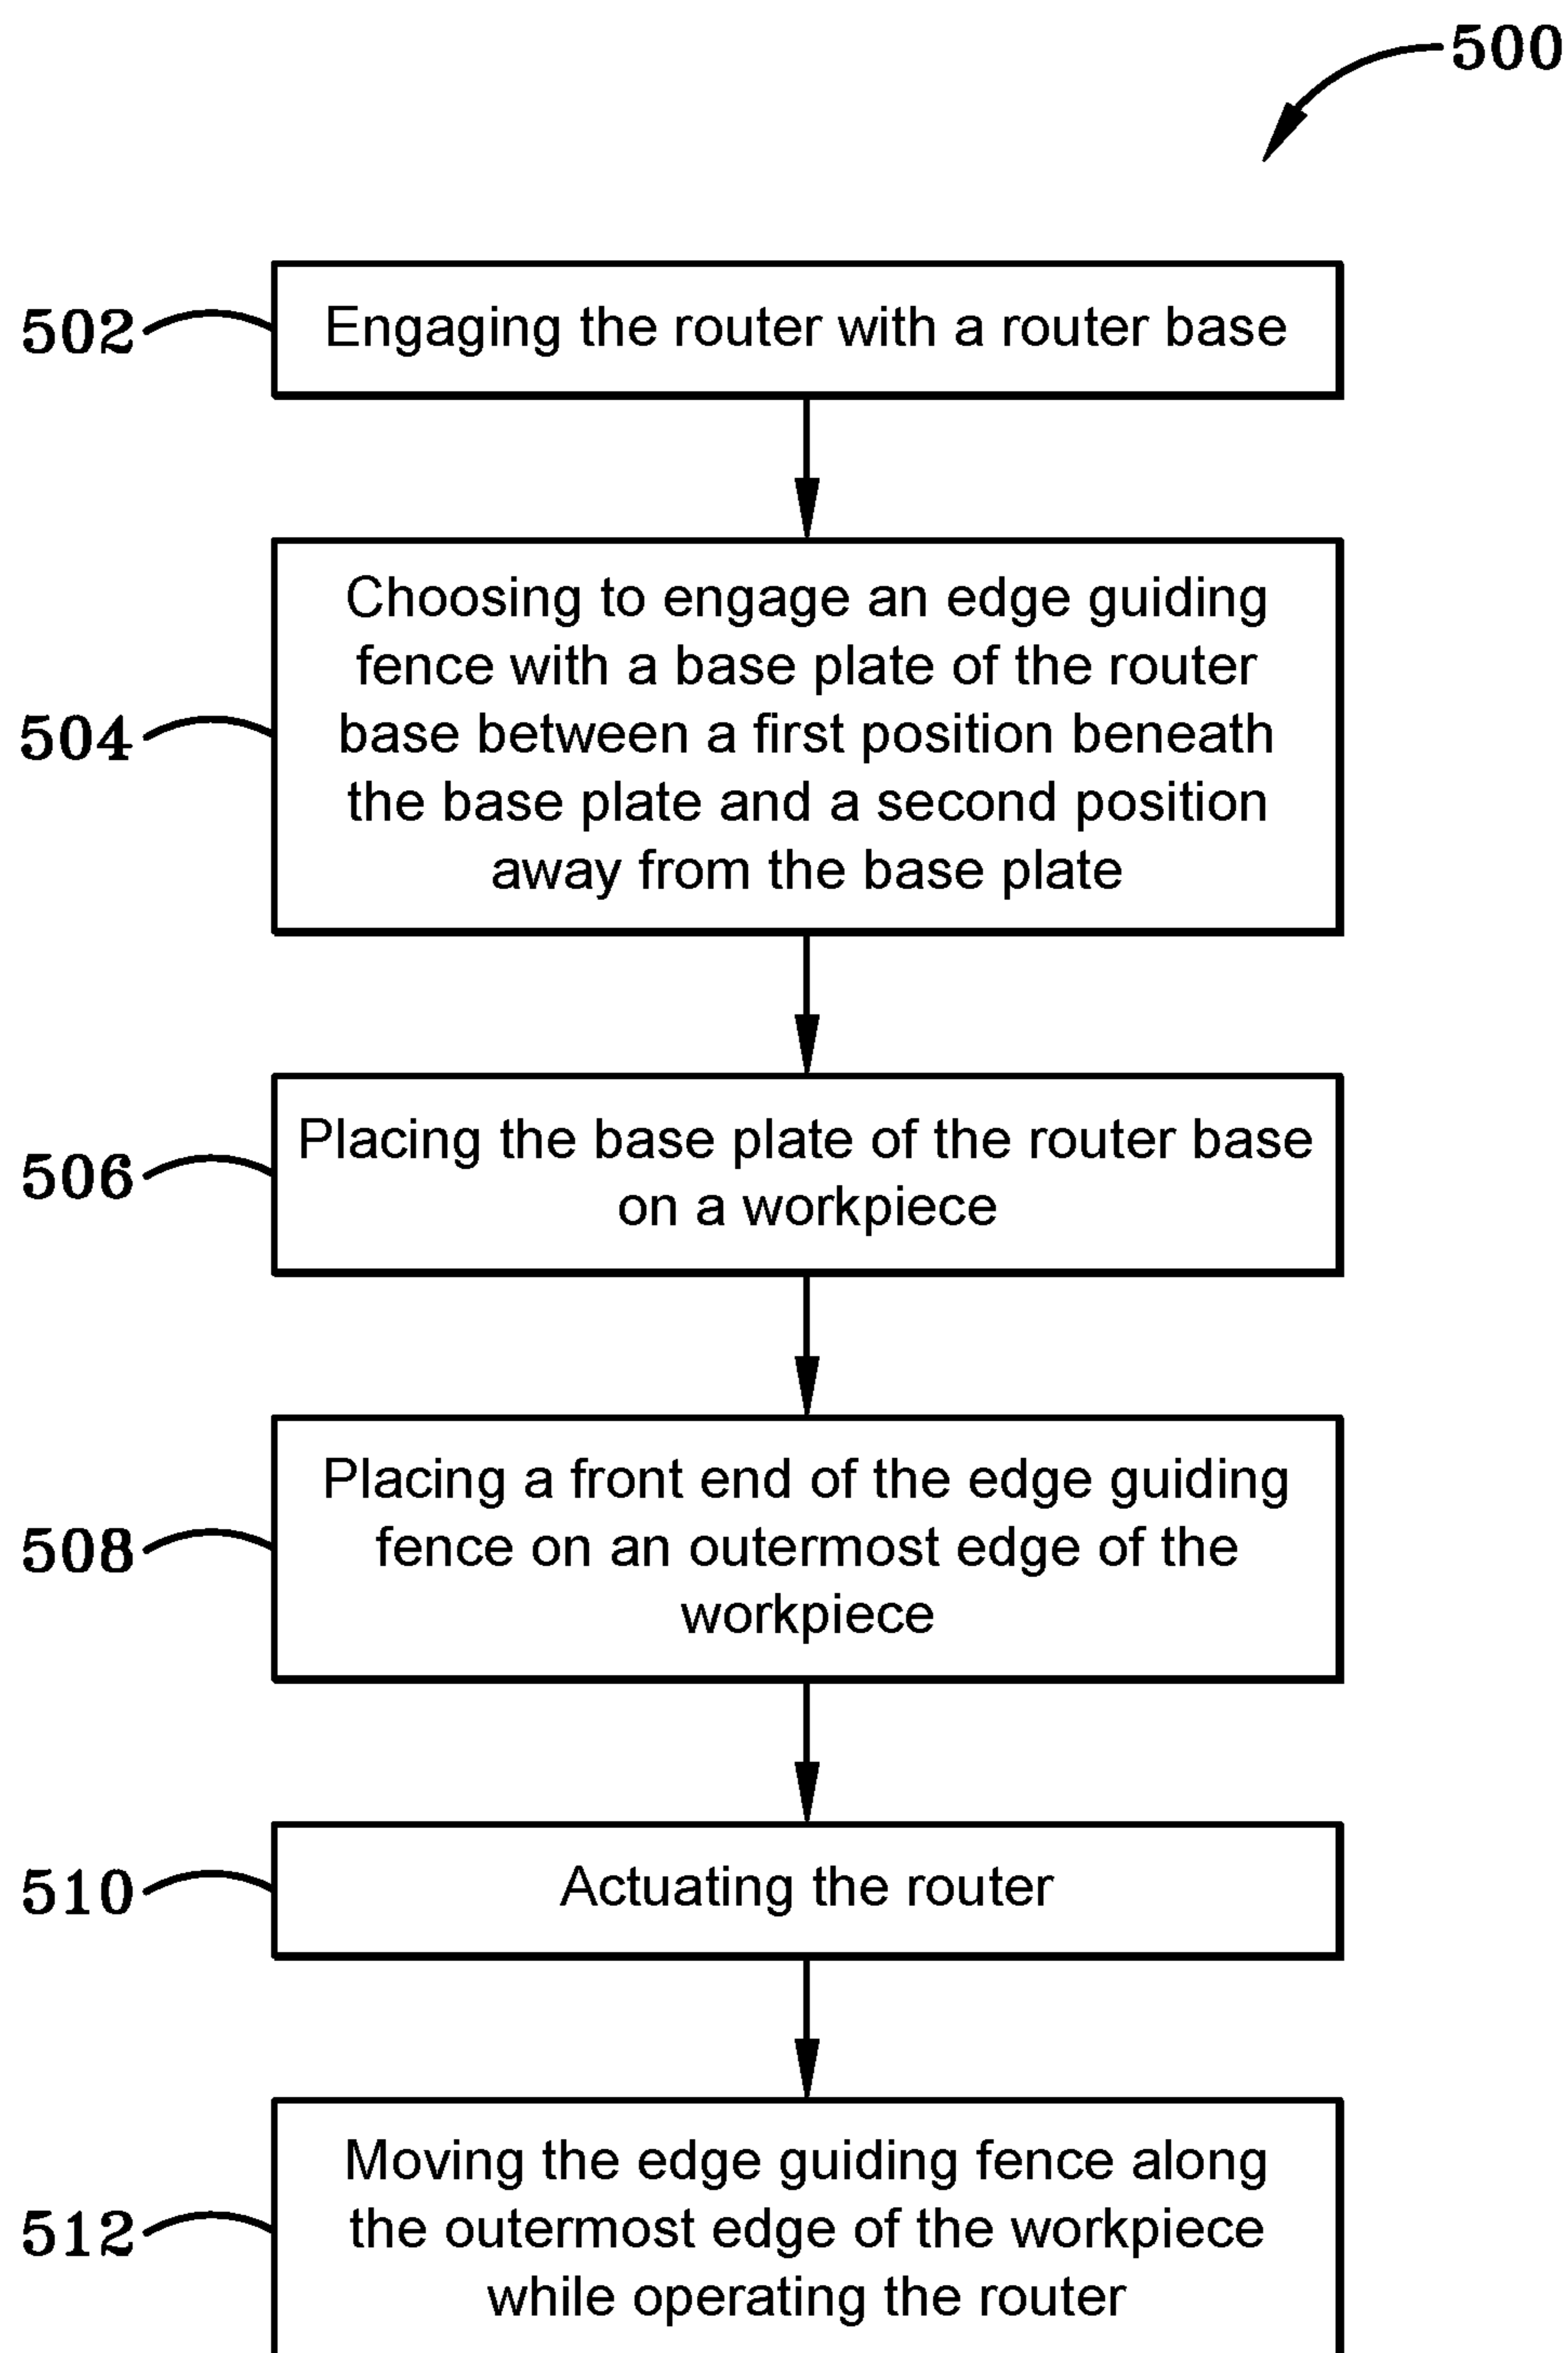 500
502
Engaging the router with a router base
Choosing to engage an edge guiding
fence with a base plate of the router
504
base between a first position beneath
the base plate and a second position
away from the base plate
506
Placing the base plate of the router base
on a workpiece
508
Placing a front end of the edge guiding
fence on an outermost edge of the
workpiece
510
Actuating the router
512
Moving the edge guiding fence along
the outermost edge of the workpiece
while operating the router